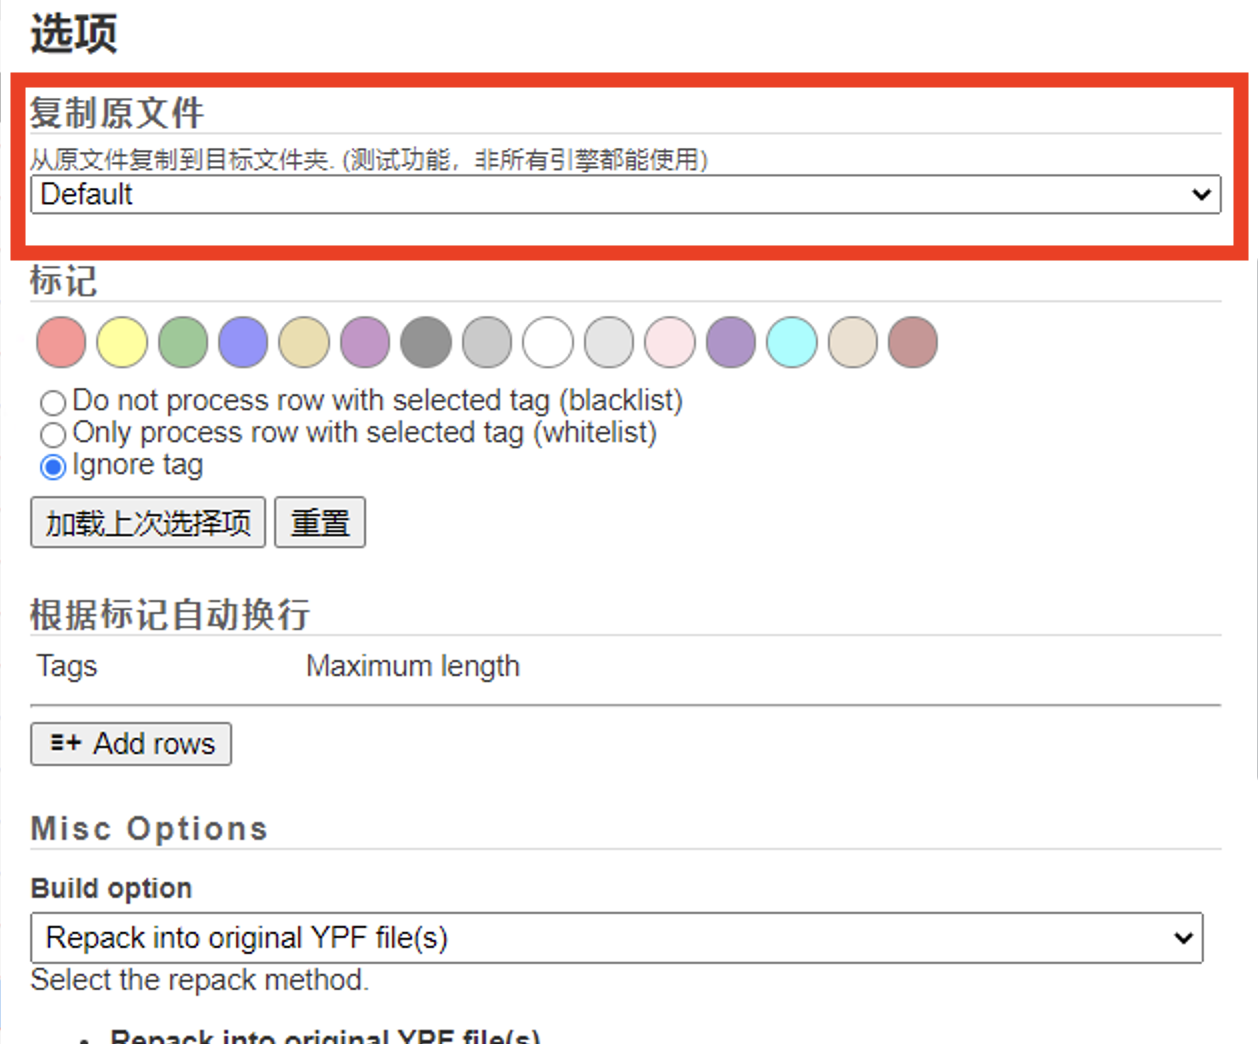 选项
复制原文件
从原文件复制到目标文件夹. (测试功能，非所有引擎都能使用)
Default
标记
Do not process row with selected tag (blacklist)
Only process row with selected tag (whitelist)
Ignore tag
加载上次选择项 重置
根据标记自动换行
Tags Maximum length
Add rows
Misc Options
Build option
Repack into original YPF file(s)
Select the repack method.
• Repack into original YPF file(s)